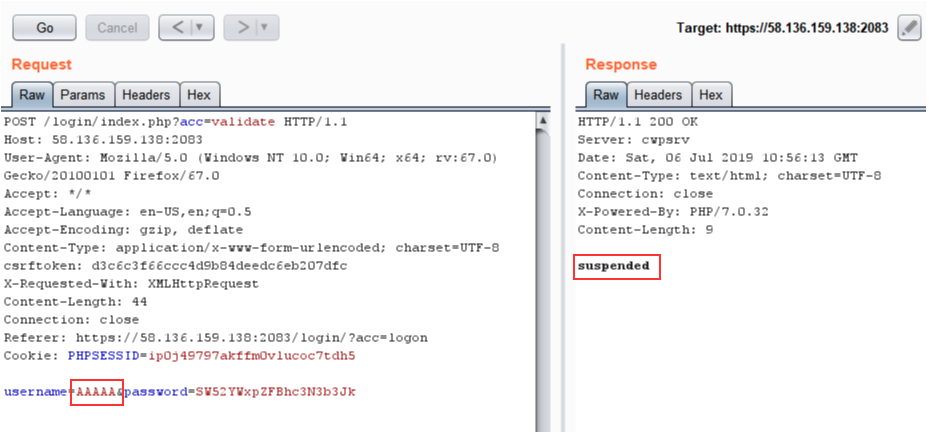 Go Cancel < > Target: https://58.136.159.138:2083
Request
Raw Params Headers Hex
POST /login/index.php?acc=validate HTTP/1.1
Host: 58.136.159.138:2083
User-Agent: Mozilla/5.0 (Windows NT 10.0; Win64; x64; rv:67.0)
Gecko/20100101 Firefox/67.0
Accept: */*
Accept-Language: en-US,en;q=0.5
Accept-Encoding: gzip, deflate
Content-Type: application/x-www-form-urlencoded; charset=UTF-8
csrftoken: d3c6c3f66ccc4d9b84deedc6eb207dfc
X-Requested-With: XMLHttpRequest
Content-Length: 44
Connection: close
Referer: https://58.136.159.138:2083/login/?acc=logon
Cookie: PHPSESSID=ip0j49797akffm0vlucoc7tdh5
username=AAAAA&password=SW52YWxpZFBhc3N3b3Jk
Response
Raw Headers Hex
HTTP/1.1 200 OK
Server: cwpsrv
Date: Sat, 06 Jul 2019 10:56:13 GMT
Content-Type: text/html; charset=UTF-8
Connection: close
X-Powered-By: PHP/7.0.32
Content-Length: 9
suspended